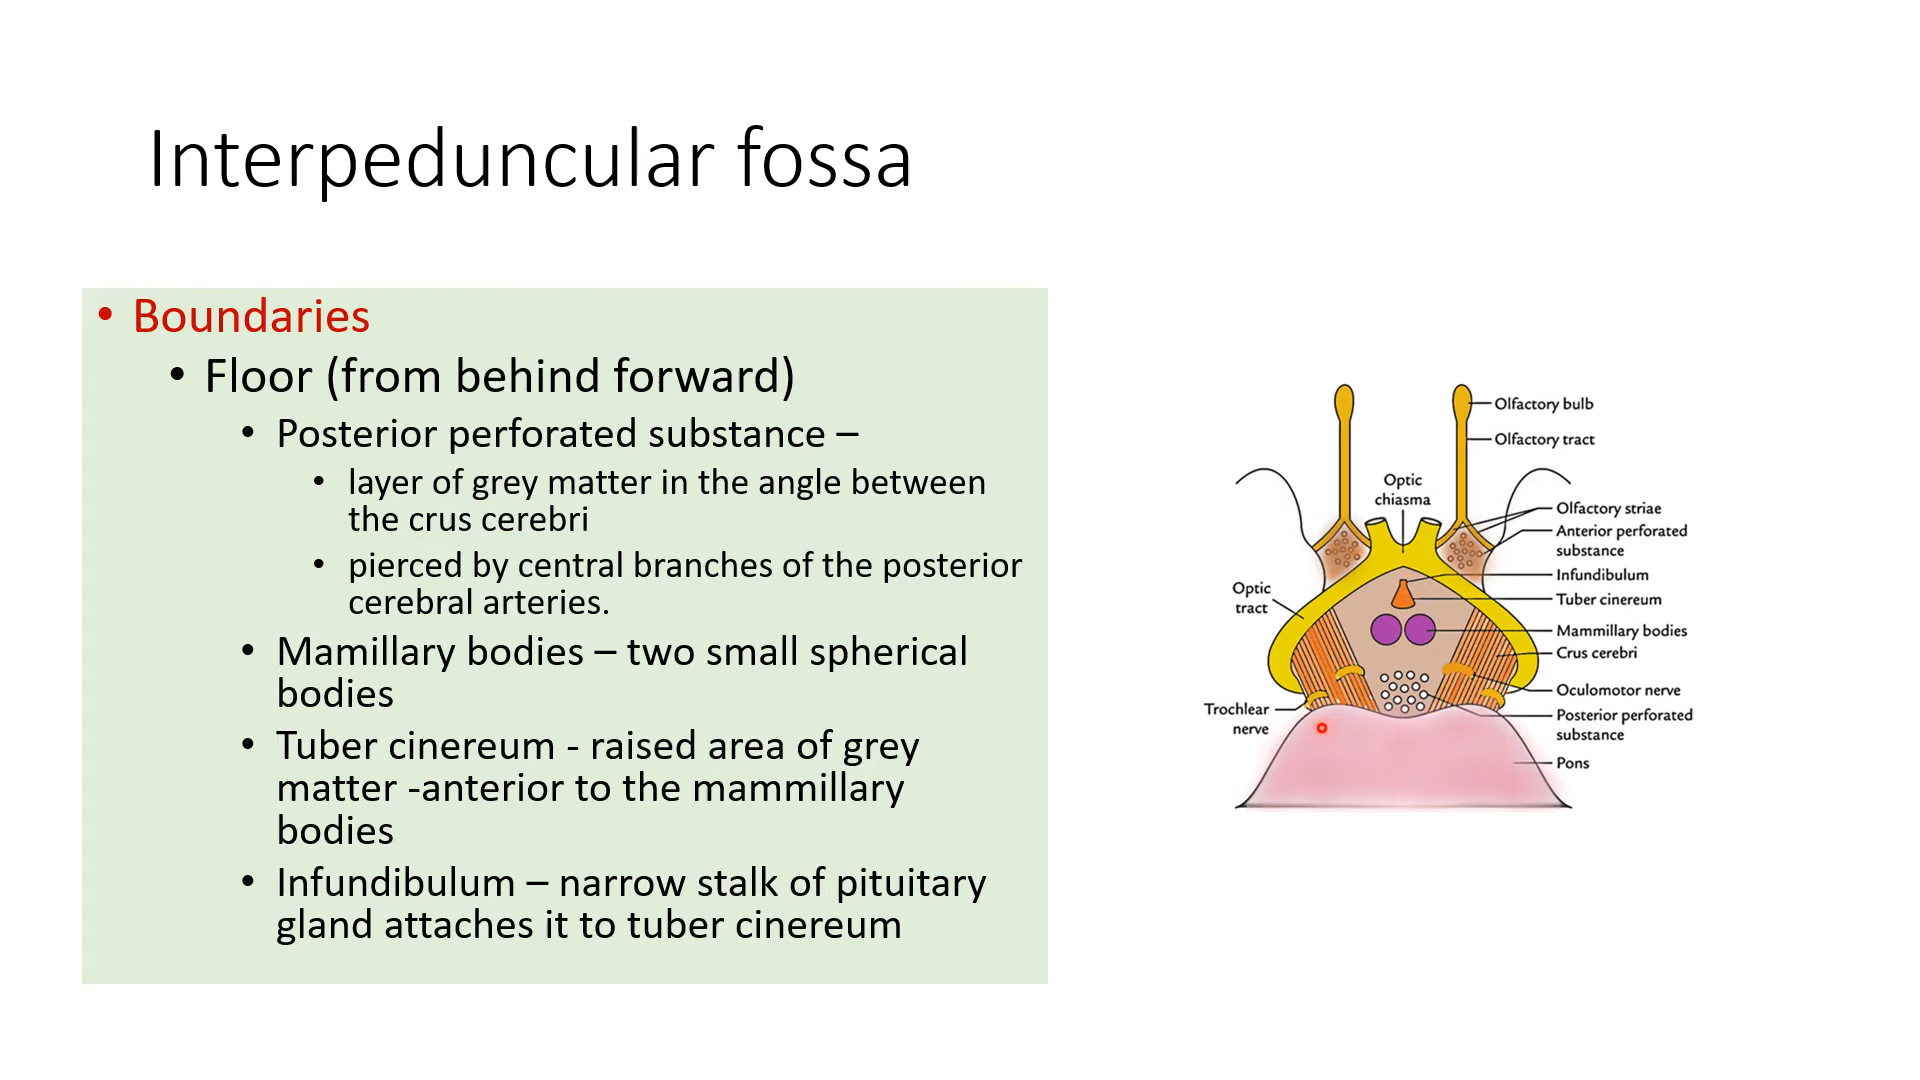 Interpeduncular fossa
• Boundaries
• Floor (from behind forward)
• Posterior perforated substance –
• layer of grey matter in the angle between
the crus cerebri
• pierced by central branches of the posterior
cerebral arteries.
• Mamillary bodies – two small spherical
bodies
• Tuber cinereum - raised area of grey
matter -anterior to the mammillary
bodies
• Infundibulum – narrow stalk of pituitary
gland attaches it to tuber cinereum
Olfactory bulb
Olfactory tract
Optic
chiasma
Olfactory striae
Anterior perforated
substance
Infundibulum
Optic
tract
Tuber cinereum
Mammillary bodies
Crus cerebri
Oculomotor nerve
Trochlear
nerve
Posterior perforated
substance
Pons